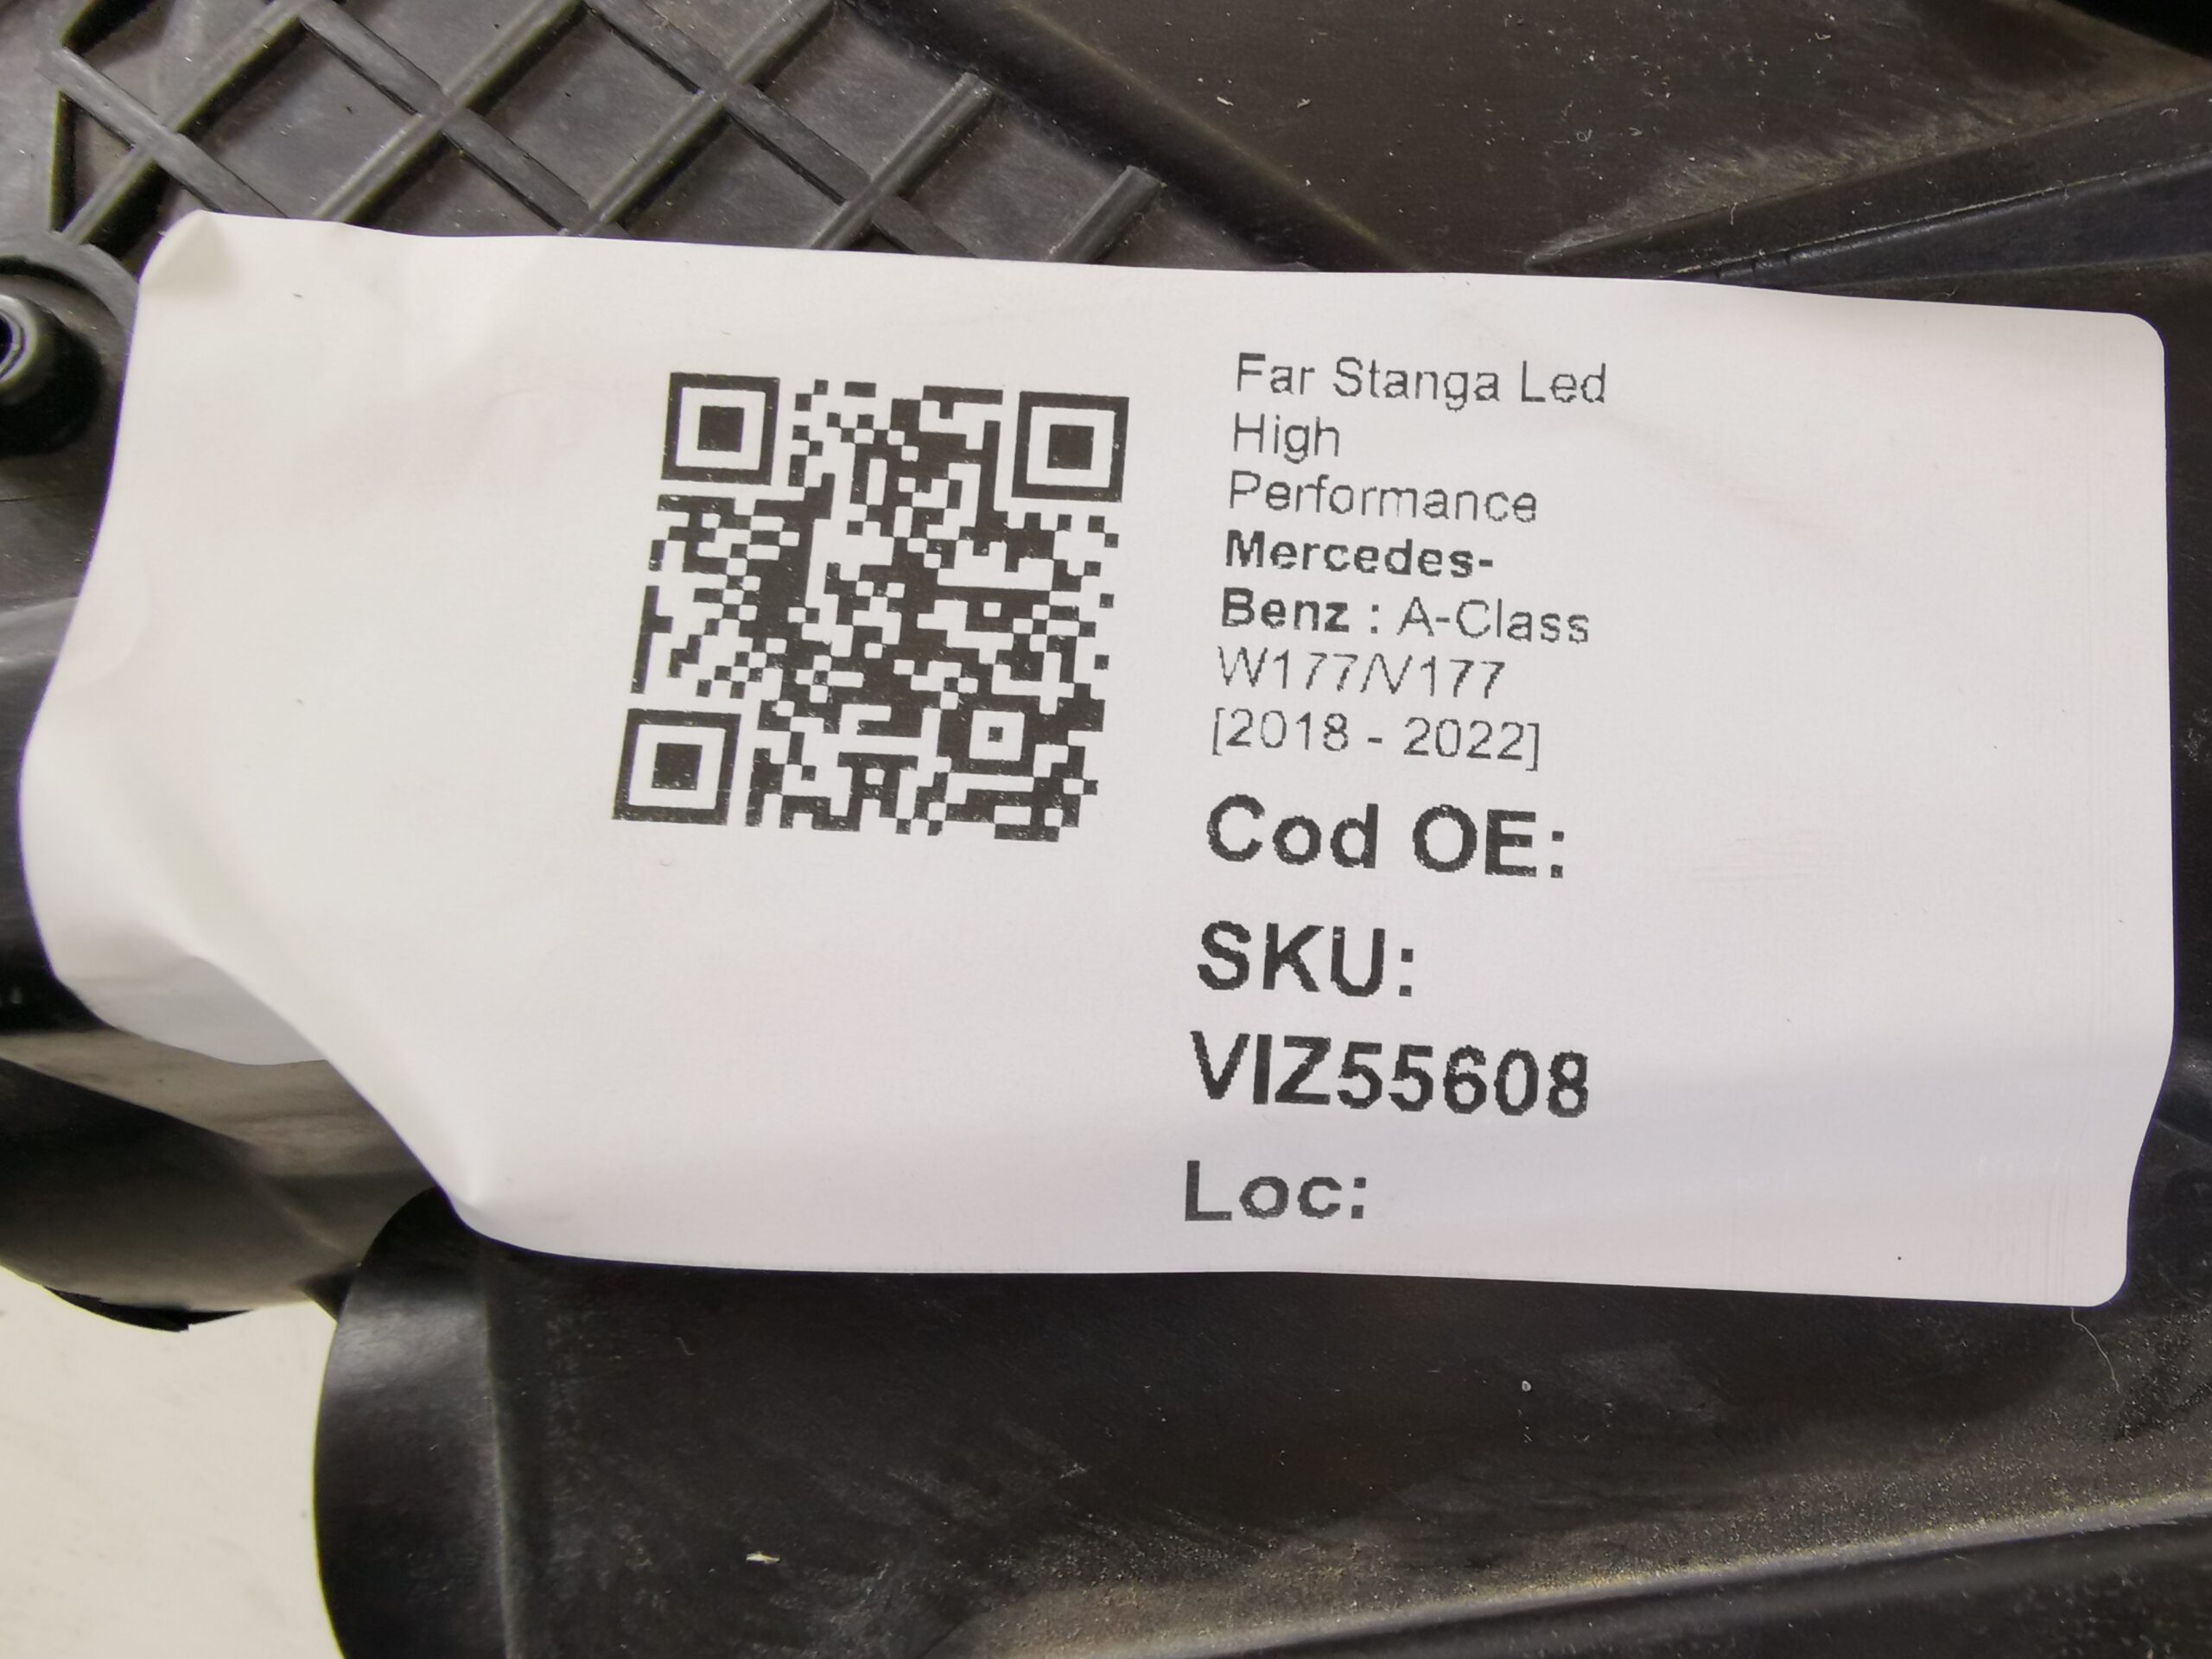 Far Stanga Led
High
Performance
Mercedes-
Benz : A-Class
W177/V177
[2018 - 2022]
Cod OE:
SKU:
VIZ55608
Loc: